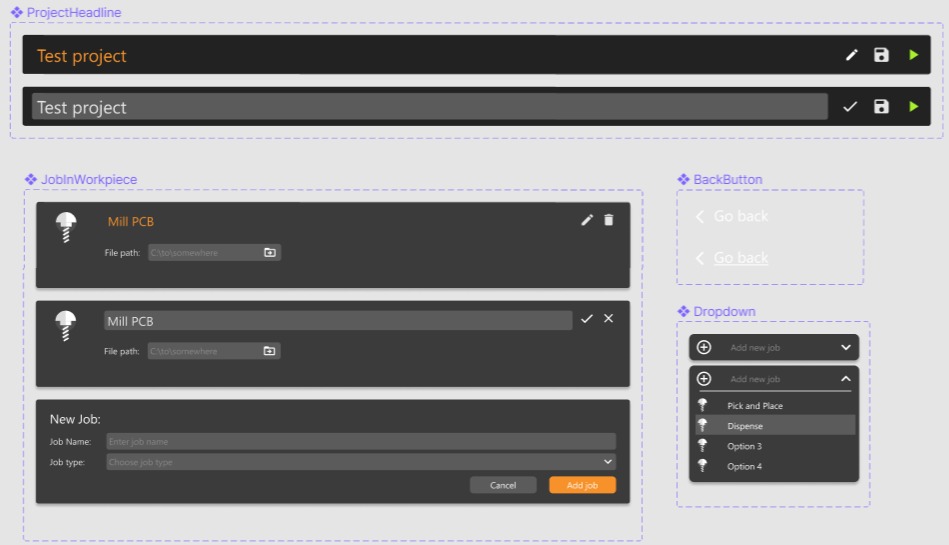 ProjectHeadline
Test project
Test project
JobInWorkpiece
Mill PCB
File path: C:\to\somewhere
Mill PCB
File path: C:\to\somewhere
New Job:
Job Name: Enter job name
Job type: Choose job type
Cancel Add job
BackButton
Go back
Go back
Dropdown
Add new job
Add new job
Pick and Place
Dispense
Option 3
Option 4